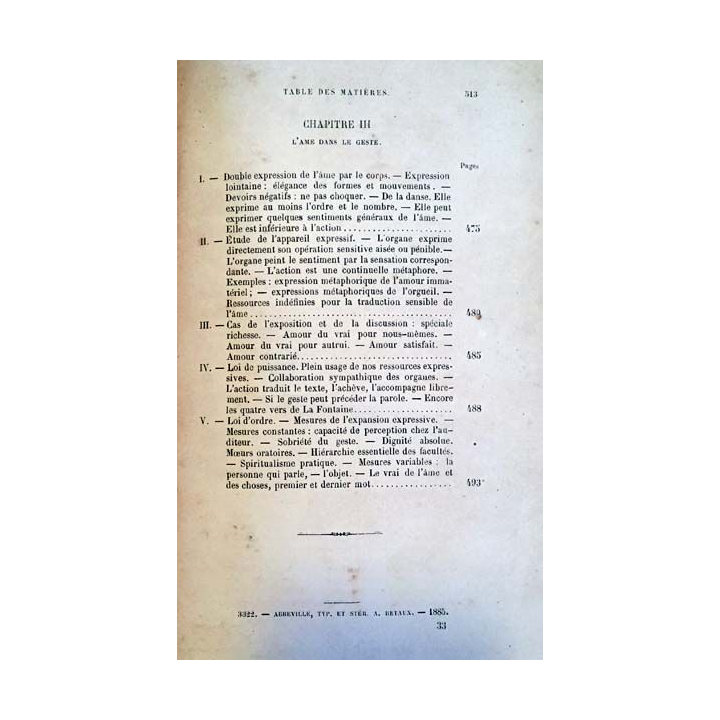 TABLE DES MATIÈRES. 513
CHAPITRE III
L'AME DANS LE GESTE.
Pages
I. — Double expression de l'âme par le corps. — Expression
lointaine : élégance des formes et mouvements. —
Devoirs négatifs : ne pas choquer. — De la danse. Elle
exprime au moins l'ordre et le nombre. — Elle peut
exprimer quelques sentiments généraux de l'âme. —
Elle est inférieure à l'action ..................... 475
II. — Étude de l'appareil expressif. — L'organe exprime
directement son opération sensitive aisée ou pénible. —
L'organe peint le sentiment par la sensation correspon-
dante. — L'action est une continuelle métaphore. —
Exemples : expression métaphorique de l'amour imma-
tériel ; — expressions métaphoriques de l'orgueil. —
Ressources indéfinies pour la traduction sensible de
l'âme ........................................ 480
III. — Cas de l'exposition et de la discussion : spéciale
richesse. — Amour du vrai pour nous-mêmes. —
Amour du vrai pour autrui. — Amour satisfait. —
Amour contrarié............................... 485
IV. — Loi de puissance. Plein usage de nos ressources expres-
sives. — Collaboration sympathique des organes. —
L'action traduit le texte, l'achève, l'accompagne libre-
ment. — Si le geste peut précéder la parole. — Encore
les quatre vers de La Fontaine................... 488
V. — Loi d'ordre. — Mesures de l'expansion expressive. —
Mesures constantes : capacité de perception chez l'au-
diteur. — Sobriété du geste. — Dignité absolue.
Mœurs oratoires. — Hiérarchie essentielle des facultés.
— Spiritualisme pratique. — Mesures variables : la
personne qui parle, — l'objet. — Le vrai de l'âme et
des choses, premier et dernier mot................ 493
3322. — ABBEVILLE, TYP. ET STÉR. A. RETAUX. — 1885.
33